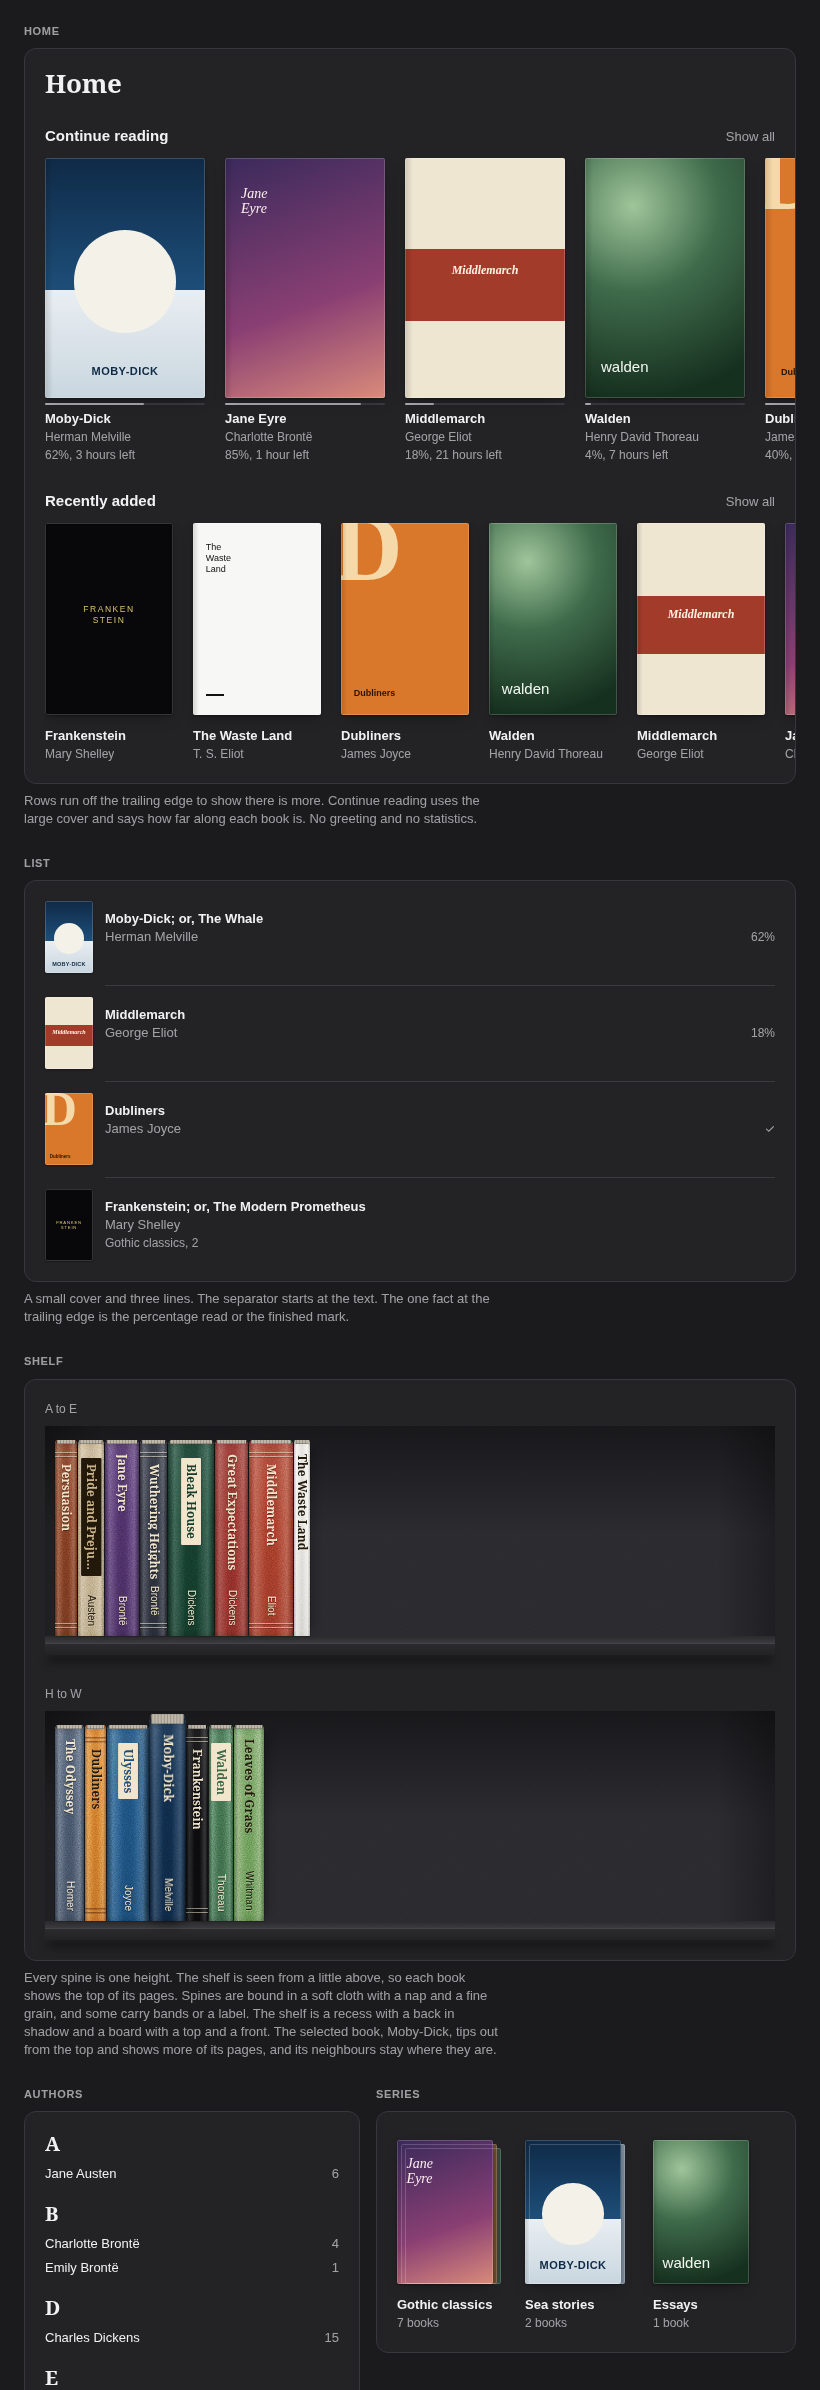 HOME
Home
Continue reading
Show all
Jane
Eyre
Middlemarch
MOBY-DICK
walden
Moby-Dick
Herman Melville
62%, 3 hours left
Jane Eyre
Charlotte Brontë
85%, 1 hour left
Middlemarch
George Eliot
18%, 21 hours left
Walden
Henry David Thoreau
4%, 7 hours left
Dubl
James
40%,
Recently added
Show all
FRANKEN
STEIN
The
Waste
Land
D
Dubliners
walden
Middlemarch
Frankenstein
Mary Shelley
The Waste Land
T. S. Eliot
Dubliners
James Joyce
Walden
Henry David Thoreau
Middlemarch
George Eliot
Rows run off the trailing edge to show there is more. Continue reading uses the
large cover and says how far along each book is. No greeting and no statistics.
LIST
MOBY-DICK
Moby-Dick; or, The Whale
Herman Melville
62%
Middlemarch
Middlemarch
George Eliot
18%
D
Dubliners
Dubliners
James Joyce
FRANKEN
STEIN
Frankenstein; or, The Modern Prometheus
Mary Shelley
Gothic classics, 2
A small cover and three lines. The separator starts at the text. The one fact at the
trailing edge is the percentage read or the finished mark.
SHELF
A to E
Persuasion
Pride and Preju...
Austen
Jane Eyre
Brontë
Wuthering Heights
Brontë
Bleak House
Dickens
Great Expectations
Dickens
Middlemarch
Eliot
The Waste Land
H to W
The Odyssey
Homer
Dubliners
Ulysses
Joyce
Moby-Dick
Melville
Frankenstein
Walden
Thoreau
Leaves of Grass
Whitman
Every spine is one height. The shelf is seen from a little above, so each book
shows the top of its pages. Spines are bound in a soft cloth with a nap and a fine
grain, and some carry bands or a label. The shelf is a recess with a back in
shadow and a board with a top and a front. The selected book, Moby-Dick, tips out
from the top and shows more of its pages, and its neighbours stay where they are.
AUTHORS
A
Jane Austen
6
B
Charlotte Brontë
4
Emily Brontë
1
D
Charles Dickens
15
E
SERIES
Jane
Eyre
MOBY-DICK
walden
Gothic classics
7 books
Sea stories
2 books
Essays
1 book